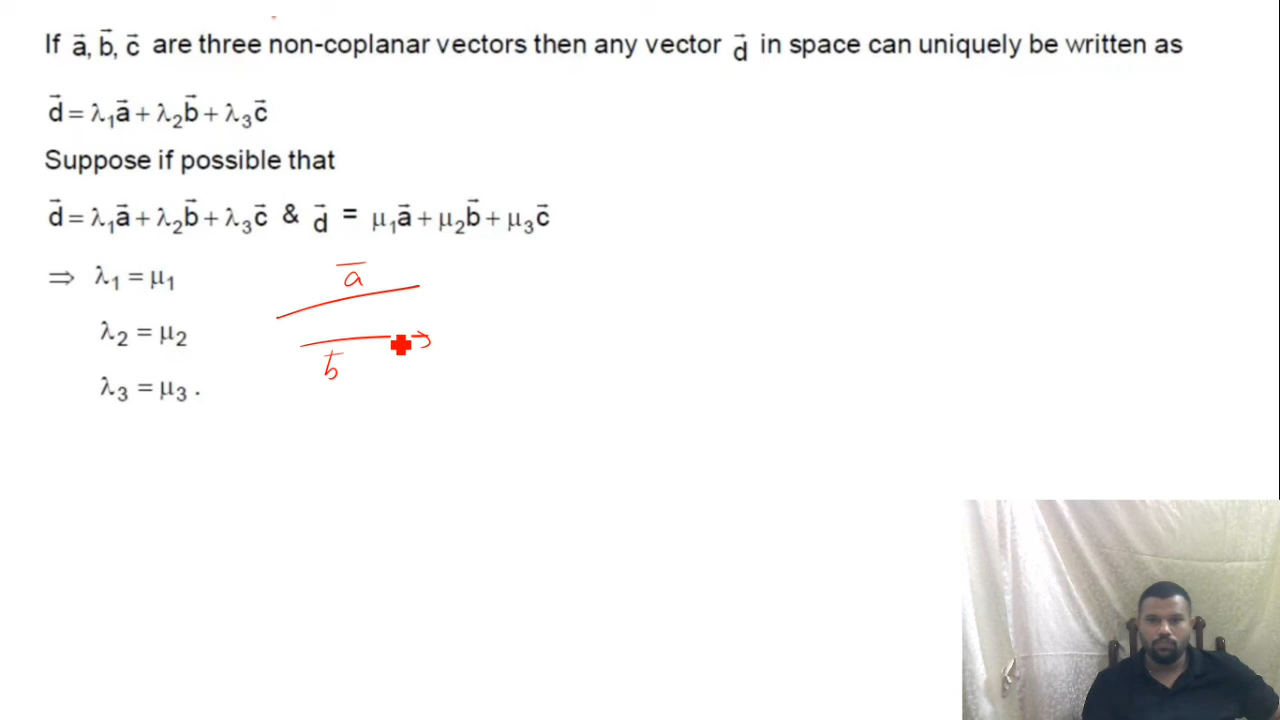 If a⃗, b⃗, c⃗ are three non-coplanar vectors then any vector d⃗ in space can uniquely be written as
d⃗ = λ₁a⃗ + λ₂b⃗ + λ₃c⃗
Suppose if possible that
d⃗ = λ₁a⃗ + λ₂b⃗ + λ₃c⃗ & d⃗ = μ₁a⃗ + μ₂b⃗ + μ₃c⃗
⇒ λ₁ = μ₁
a̅
λ₂ = μ₂
b̅
λ₃ = μ₃ .